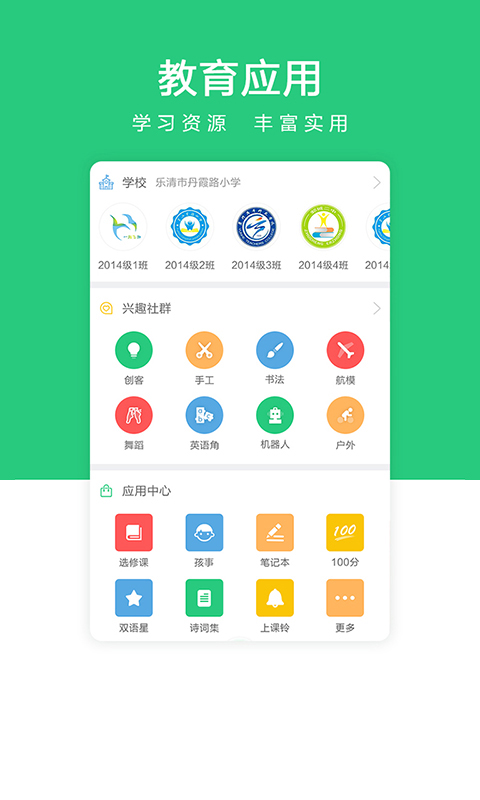 教育应用
学习资源 丰富实用
学校 乐清市丹霞路小学
2014级1班 2014级2班 2014级3班 2014级4班 2014
兴趣社群
创客 手工 书法 航模
舞蹈 英语角 机器人 户外
应用中心
100
选修课 孩事 笔记本 100分
双语星 诗词集 上课铃 更多